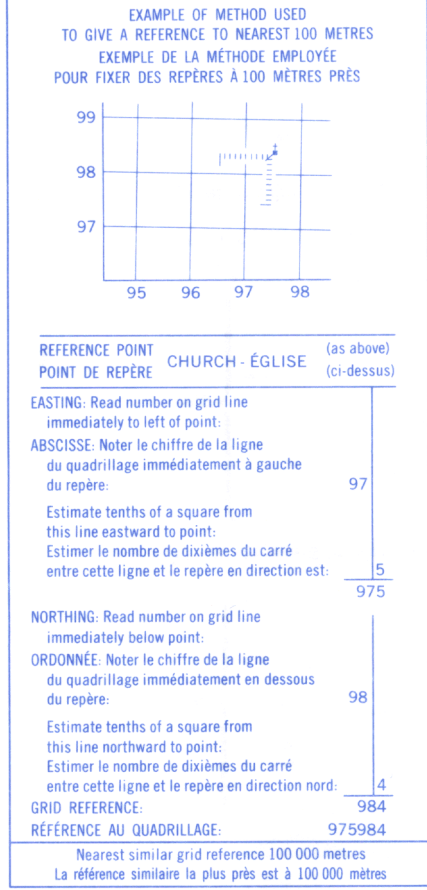 EXAMPLE OF METHOD USED
TO GIVE A REFERENCE TO NEAREST 100 METRES
EXEMPLE DE LA MÉTHODE EMPLOYÉE
POUR FIXER DES REPÈRES À 100 MÈTRES PRÈS
99
98
97
95 96 97 98
REFERENCE POINT
POINT DE REPÈRE
CHURCH - ÉGLISE
(as above)
(ci-dessus)
EASTING: Read number on grid line
immediately to left of point:
ABSCISSE: Noter le chiffre de la ligne
du quadrillage immédiatement à gauche
du repère: 97
Estimate tenths of a square from
this line eastward to point:
Estimer le nombre de dixièmes du carré
entre cette ligne et le repère en direction est: 5
975
NORTHING: Read number on grid line
immediately below point:
ORDONNÉE: Noter le chiffre de la ligne
du quadrillage immédiatement en dessous
du repère: 98
Estimate tenths of a square from
this line northward to point:
Estimer le nombre de dixièmes du carré
entre cette ligne et le repère en direction nord: 4
GRID REFERENCE: 984
RÉFÉRENCE AU QUADRILLAGE: 975984
Nearest similar grid reference 100 000 metres
La référence similaire la plus près est à 100 000 mètres